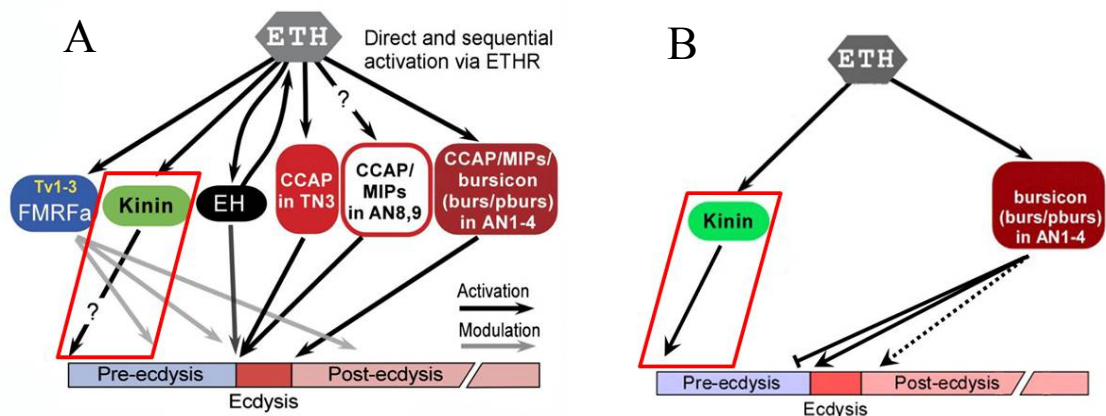 A
ETH
Direct and sequential
activation via ETHR
?
Tv1-3
FMRFa
Kinin
EH
CCAP
in TN3
CCAP/
MIPs
in AN8,9
CCAP/MIPs/
bursicon
(burs/pburs)
in AN1-4
?
Activation
Modulation
Pre-ecdysis
Post-ecdysis
Ecdysis
B
ETH
Kinin
bursicon
(burs/pburs)
in AN1-4
Pre-ecdysis
Post-ecdysis
Ecdysis